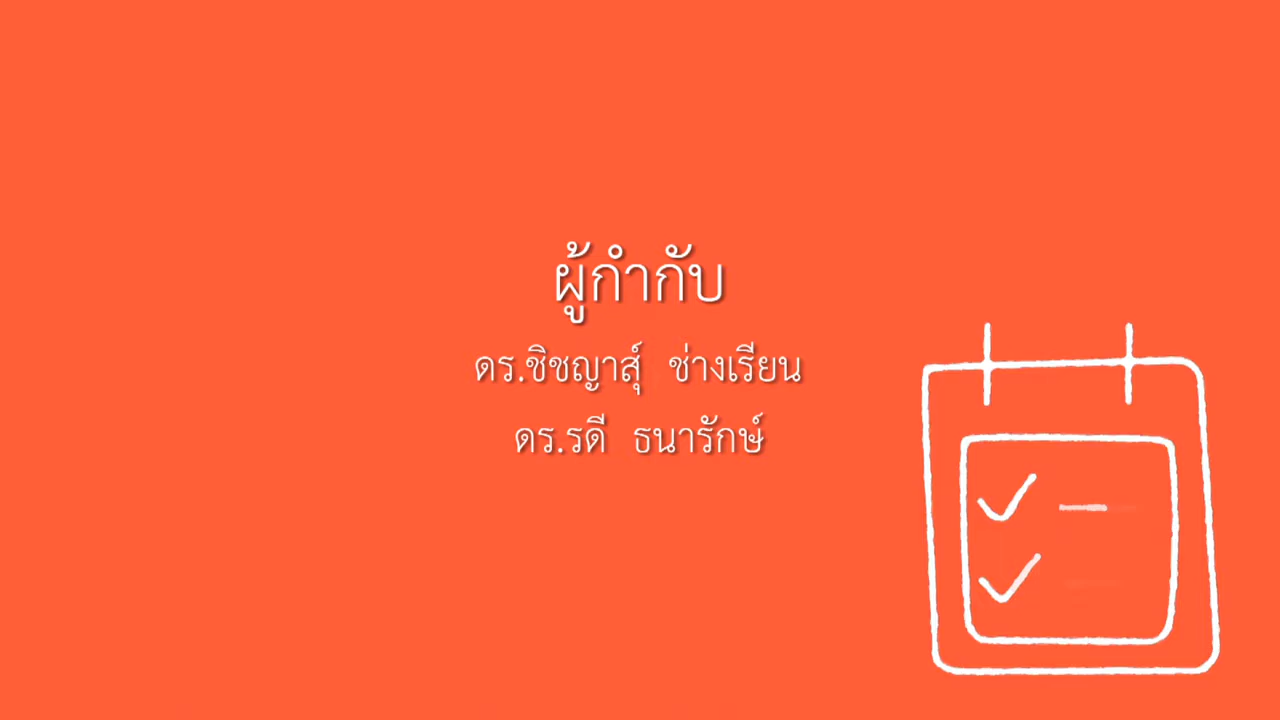 ผู้กำกับ
ดร.ชิชญาสุ์ ช่างเรียน
ดร.รดี ธนารักษ์